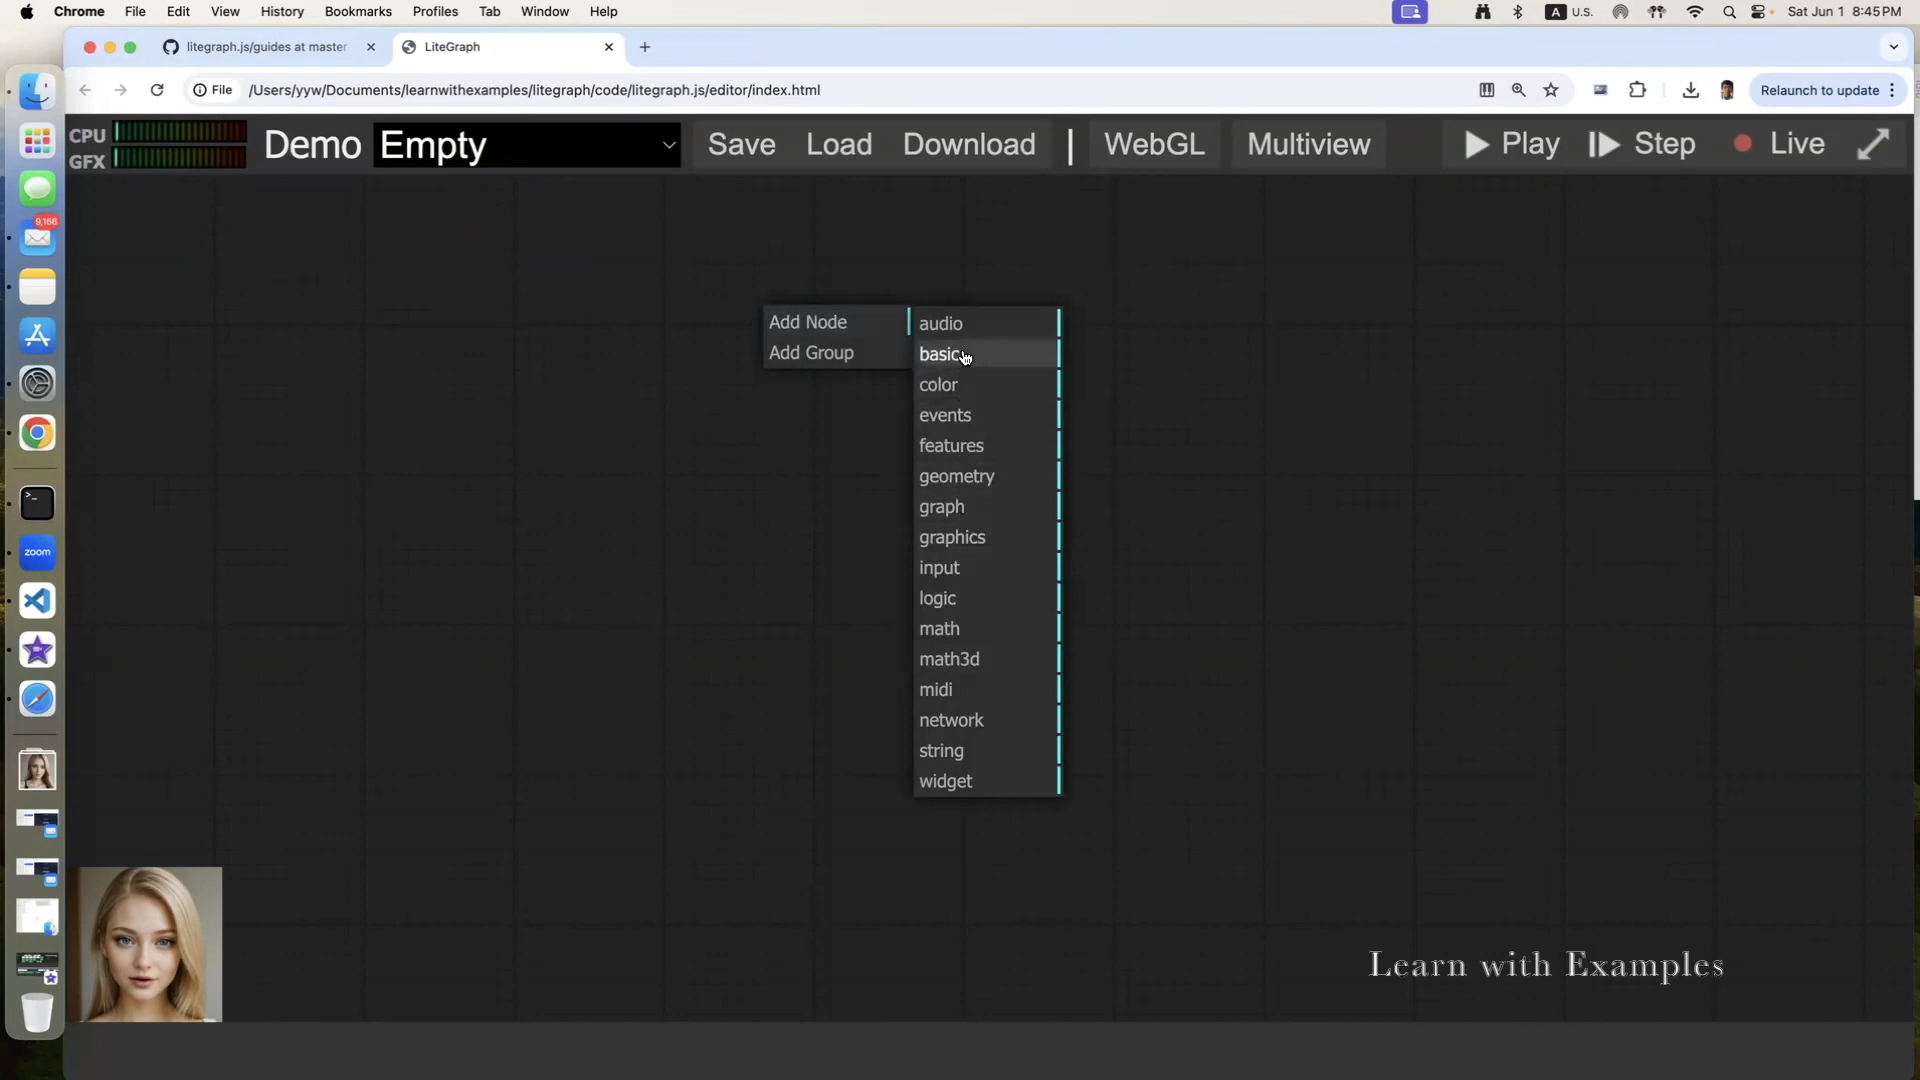 Chrome File Edit View History Bookmarks Profiles Tab Window Help A U.S. Sat Jun 1 8:45 PM
litegraph.js/guides at master LiteGraph
File /Users/yyw/Documents/learnwithexamples/litegraph/code/litegraph.js/editor/index.html Relaunch to update
CPU
GFX
Demo Empty Save Load Download | WebGL Multiview Play Step Live
9,166
zoom
Add Node
Add Group
audio
basic
color
events
features
geometry
graph
graphics
input
logic
math
math3d
midi
network
string
widget
Learn with Examples